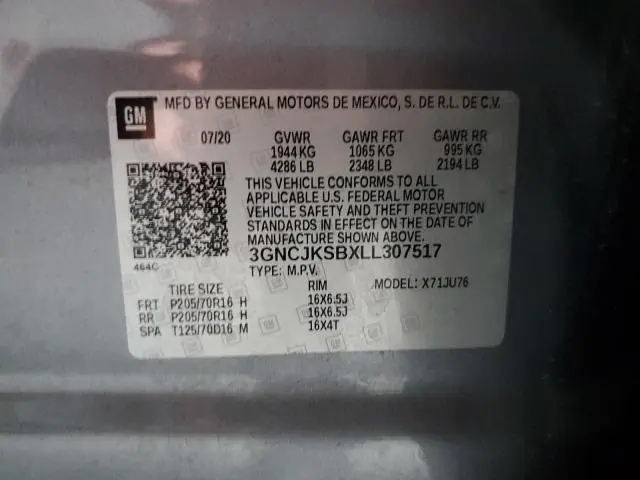 GM MFD BY GENERAL MOTORS DE MEXICO, S. DE R.L. DE C.V.
07/20 GVWR GAWR FRT GAWR RR
1944 KG 1065 KG 995 KG
4286 LB 2348 LB 2194 LB
THIS VEHICLE CONFORMS TO ALL
APPLICABLE U.S. FEDERAL MOTOR
VEHICLE SAFETY AND THEFT PREVENTION
STANDARDS IN EFFECT ON THE DATE OF
MANUFACTURE SHOWN ABOVE.
464C 3GNCJKSBXLL307517
TYPE: M.P.V. MODEL: X71JU76
TIRE SIZE RIM
FRT P205/70R16 H 16X6.5J
RR P205/70R16 H 16X6.5J
SPA T125/70D16 M 16X4T